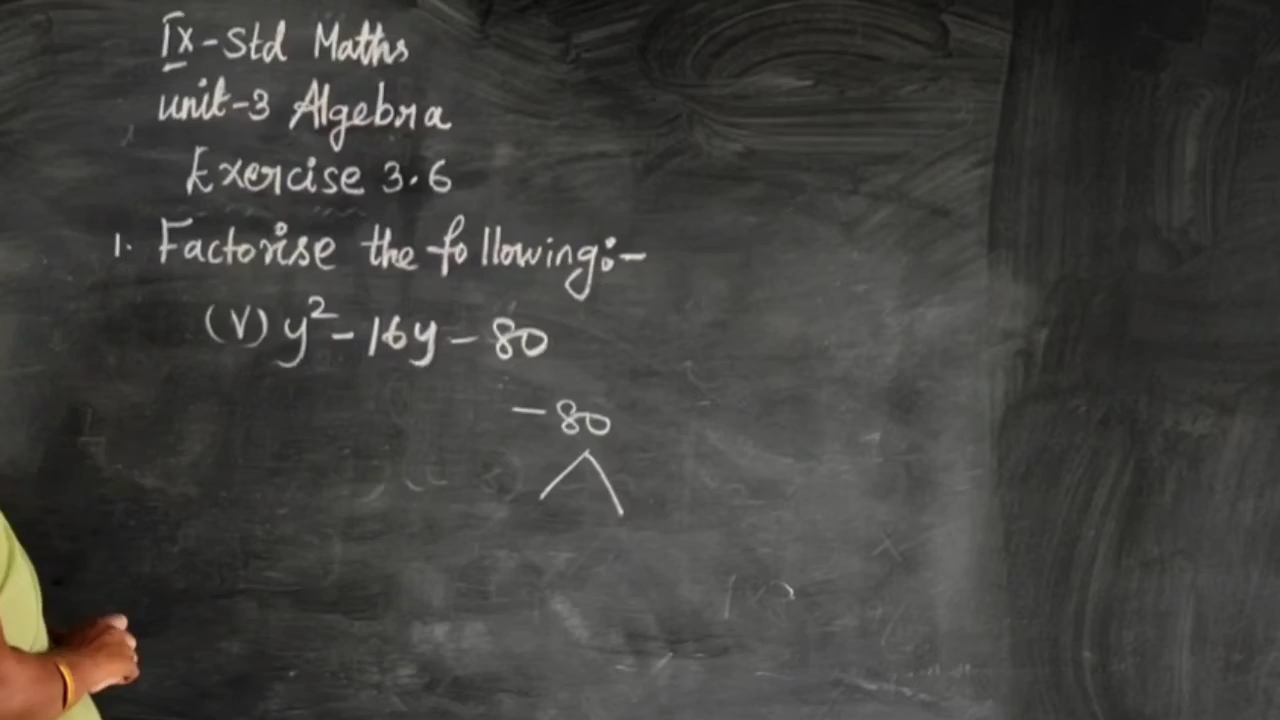 IX-Std Maths
unit-3 Algebra
Exercise 3.6
1. Factorise the following:-
(V) y² - 16y - 80
- 80